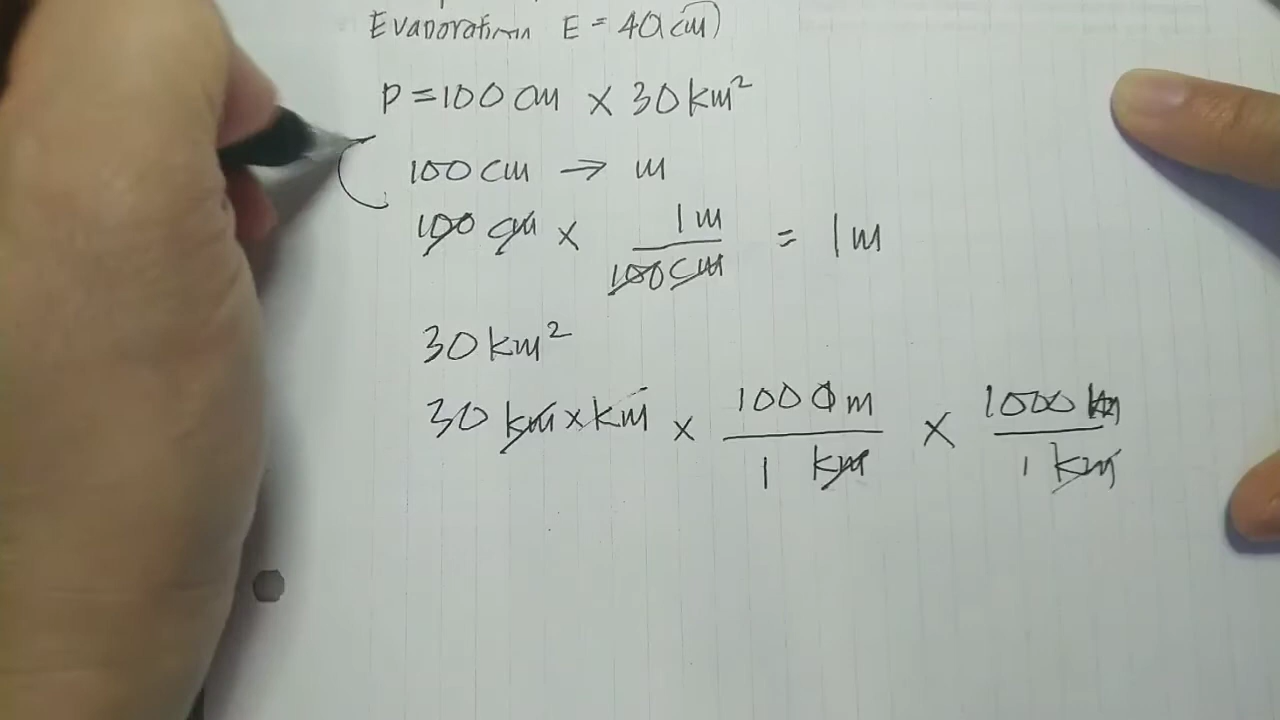 Evaporation E = 40(cm)
P = 100 cm × 30 km²
100 cm → m
100 cm × 1 m / 100 cm = 1 m
30 km²
30 km × km × 1000 m / 1 km × 1000 m / 1 km